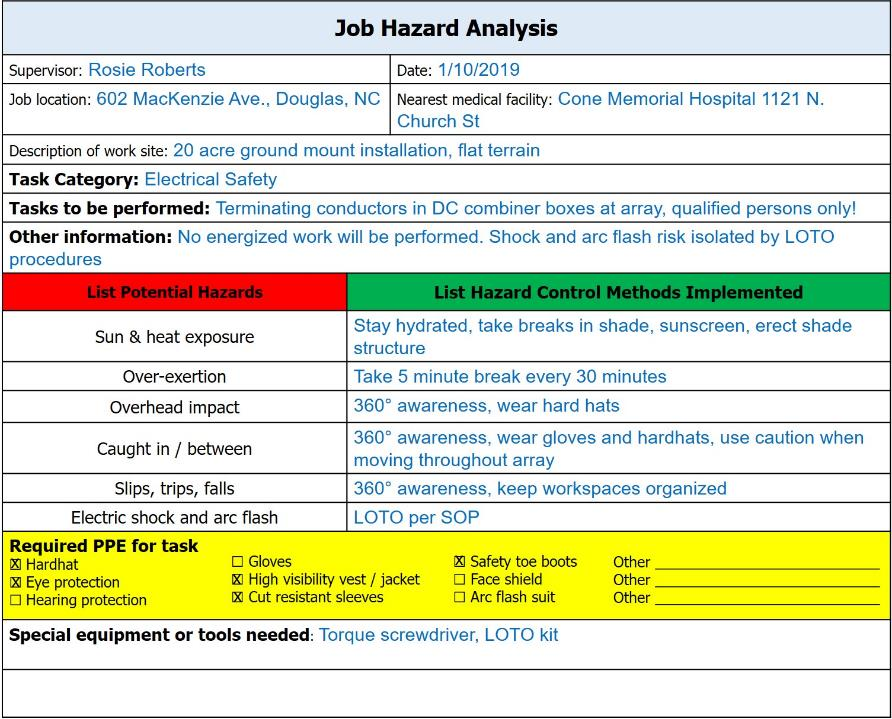 Job Hazard Analysis
Supervisor: Rosie Roberts
Date: 1/10/2019
Job location: 602 MacKenzie Ave., Douglas, NC
Nearest medical facility: Cone Memorial Hospital 1121 N.
Church St
Description of work site: 20 acre ground mount installation, flat terrain
Task Category: Electrical Safety
Tasks to be performed: Terminating conductors in DC combiner boxes at array, qualified persons only!
Other information: No energized work will be performed. Shock and arc flash risk isolated by LOTO
procedures
List Potential Hazards
List Hazard Control Methods Implemented
Sun & heat exposure
Stay hydrated, take breaks in shade, sunscreen, erect shade
structure
Over-exertion
Take 5 minute break every 30 minutes
Overhead impact
360° awareness, wear hard hats
Caught in / between
360° awareness, wear gloves and hardhats, use caution when
moving throughout array
Slips, trips, falls
360° awareness, keep workspaces organized
Electric shock and arc flash
LOTO per SOP
Required PPE for task
☒ Hardhat
☒ Eye protection
☐ Hearing protection
☐ Gloves
☒ High visibility vest / jacket
☒ Cut resistant sleeves
☒ Safety toe boots
☐ Face shield
☐ Arc flash suit
Other
Other
Other
Special equipment or tools needed: Torque screwdriver, LOTO kit